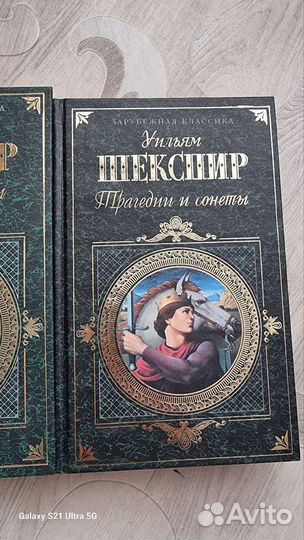 А
Р
и
ЗАРУБЕЖНАЯ КЛАССИКА
Уильям
ШЕКСПИР
Трагедии и сонеты
Galaxy S21 Ultra 5G
Avito